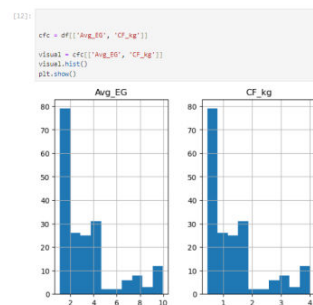 [12]:
cfc = df[['Avg_EG', 'CF_kg']]
visual = cfc[['Avg_EG', 'CF_kg']]
visual.hist()
plt.show()
Avg_EG CF_kg
80 80
70 70
60 60
50 50
40 40
30 30
20 20
10 10
0 0
2 4 6 8 10 1 2 3 4